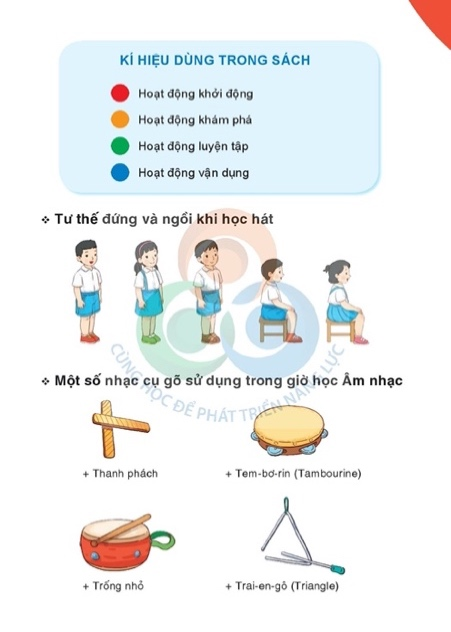 KÍ HIỆU DÙNG TRONG SÁCH
Hoạt động khởi động
Hoạt động khám phá
Hoạt động luyện tập
Hoạt động vận dụng
❖ Tư thế đứng và ngồi khi học hát
CÙNG HỌC ĐỂ PHÁT TRIỂN NĂNG LỰC
❖ Một số nhạc cụ gõ sử dụng trong giờ học Âm nhạc
+ Thanh phách
+ Tem-bơ-rin (Tambourine)
+ Trống nhỏ
+ Trai-en-gô (Triangle)